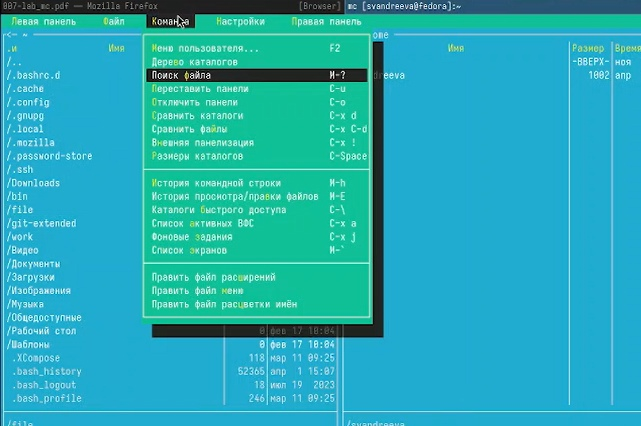 007-lab_mc.pdf — Mozilla Firefox [Browser] mc [svandreeva@fedora]:~
Левая панель Файл Команда Настройки Правая панель
<— ~ ome
.и Имя Имя Размер Время
/.. -ВВЕРХ- ноя
/.bashrc.d dreeva 1002 апр
/.cache
/.config
/.gnupg
/.local
/.mozilla
/.password-store
/.ssh
/Downloads
/bin
/file
/git-extended
/work
/Видео
/Документы
/Загрузки
/Изображения
/Музыка
/Общедоступные
/Рабочий стол 0 фев 17 10:04
/Шаблоны 0 фев 17 10:04
.XCompose 118 мар 11 09:25
.bash_history 52365 апр 1 15:07
.bash_logout 18 июл 19 2023
.bash_profile 246 мар 11 09:25
/file /svandreeva
Меню пользователя... F2
Дерево каталогов
Поиск файла M-?
Переставить панели C-u
Отключить панели C-o
Сравнить каталоги C-x d
Сравнить файлы C-x C-d
Внешняя панелизация C-x !
Размеры каталогов C-Space
История командной строки M-h
История просмотра/правки файлов M-E
Каталоги быстрого доступа C-\
Список активных ВФС C-x a
Фоновые задания C-x j
Список экранов M-`
Править файл расширений
Править файл меню
Править файл расцветки имён